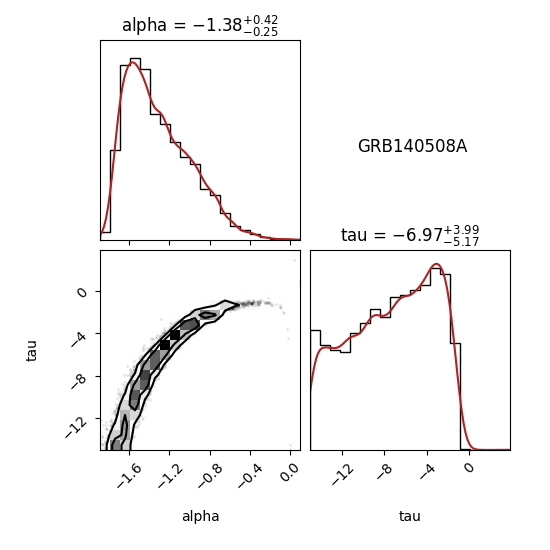 alpha = −1.38+0.42−0.25
GRB140508A
tau = −6.97+3.99−5.17
tau
0
−4
−8
−12
−1.6 −1.2 −0.8 −0.4 0.0
alpha
−12 −8 −4 0
tau